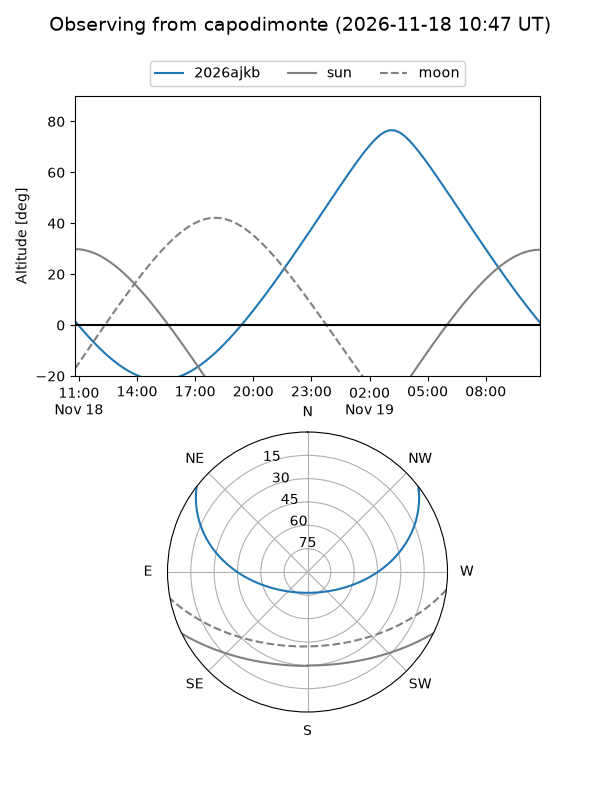 Observing from capodimonte (2026-11-18 10:47 UT)
2026ajkb sun moon
Altitude [deg]
80
60
40
20
0
−20
11:00 14:00 17:00 20:00 23:00 02:00 05:00 08:00
Nov 18 Nov 19
N
NE NW
15
30
45
60
75
E W
SE SW
S